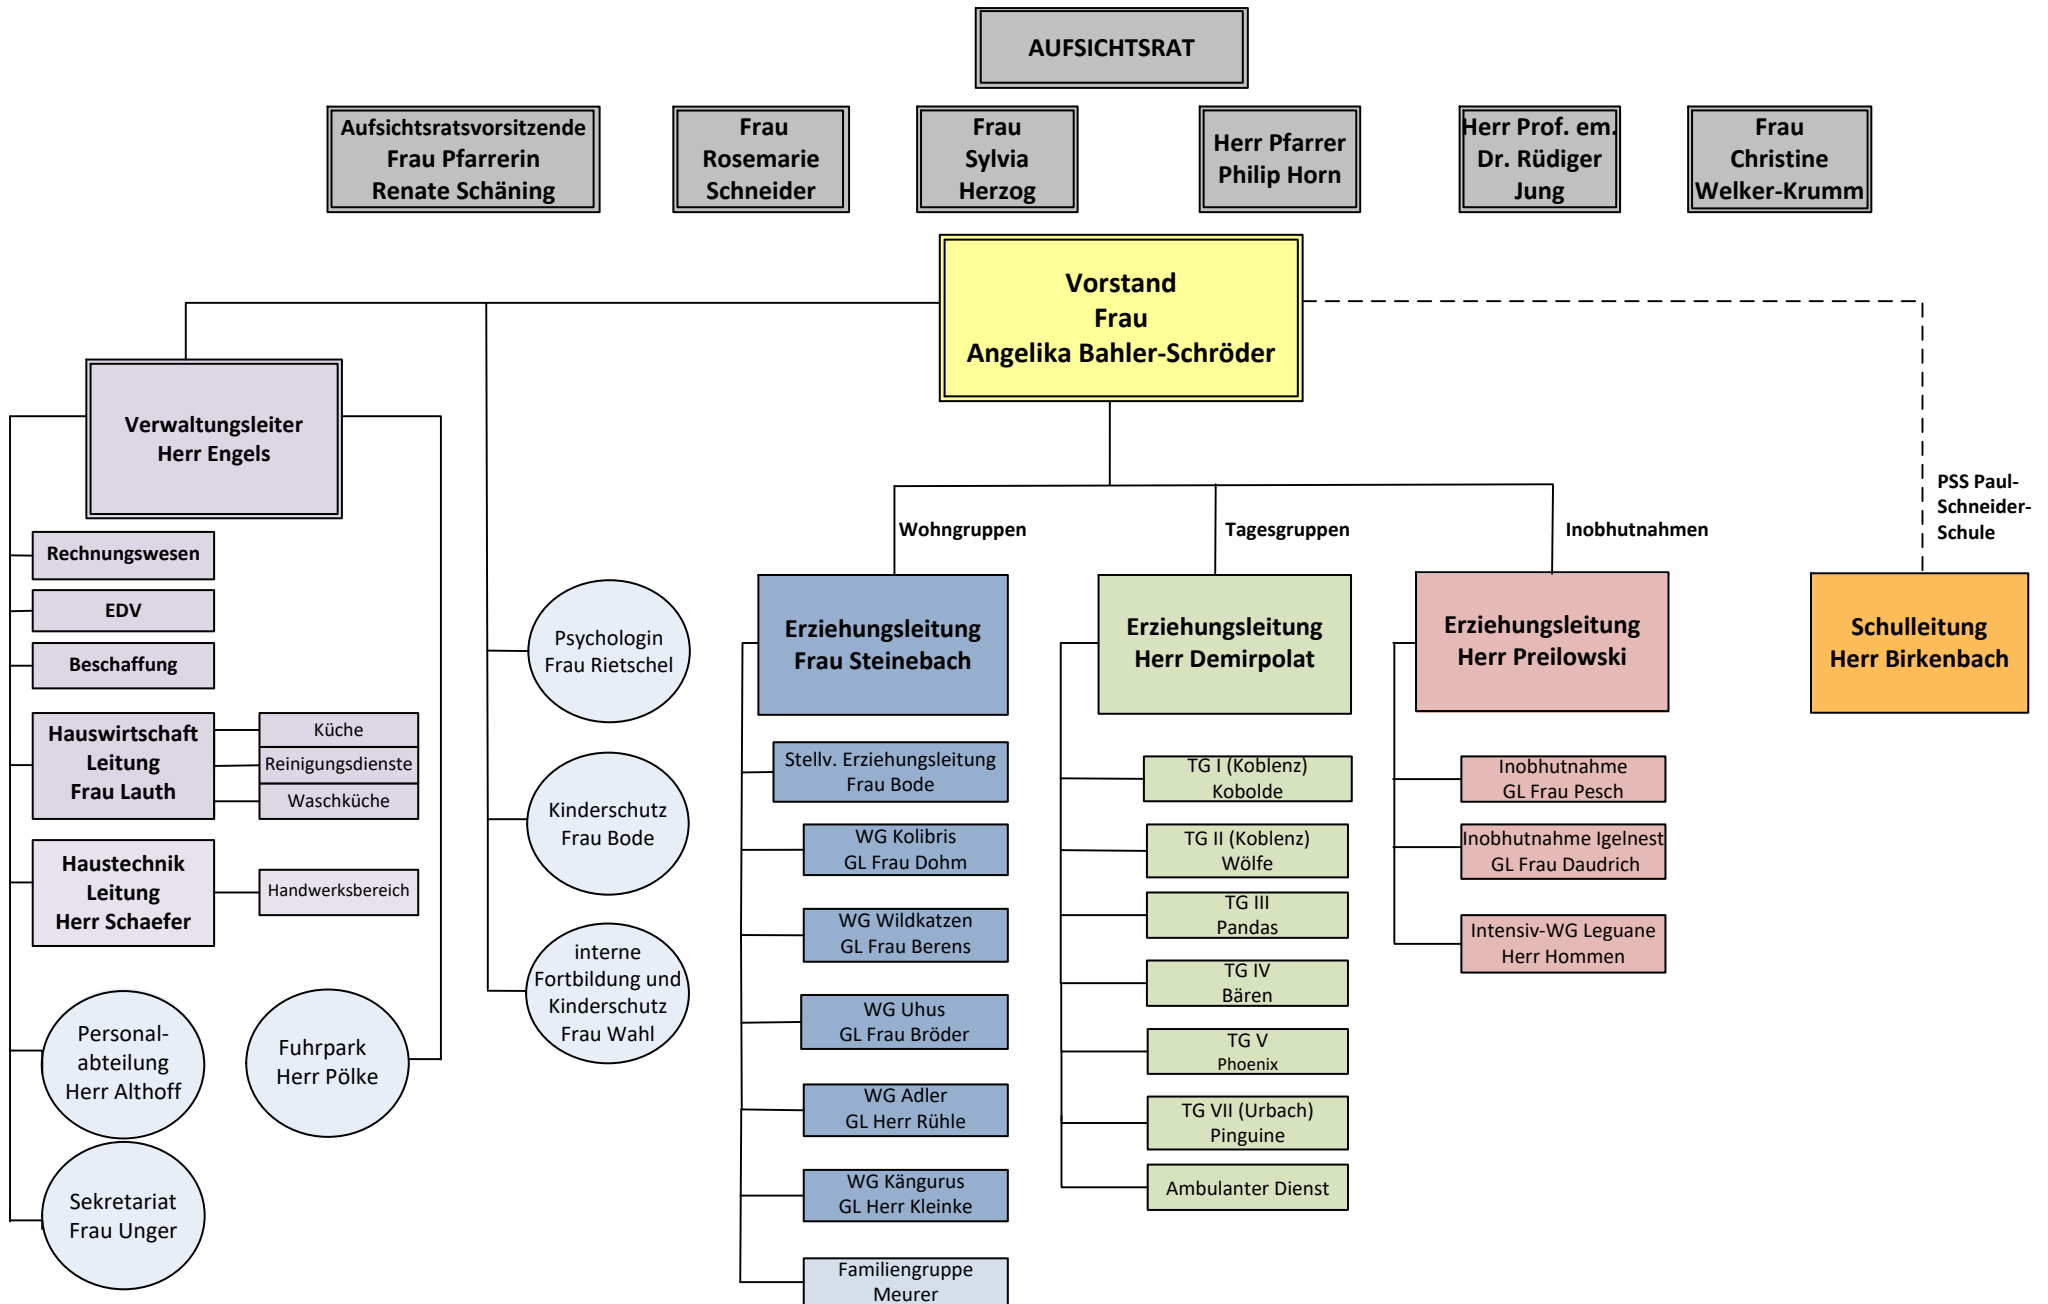 AUFSICHTSRAT
Aufsichtsratsvorsitzende
Frau Pfarrerin
Renate Schäning
Frau
Rosemarie
Schneider
Frau
Sylvia
Herzog
Herr Pfarrer
Philip Horn
Herr Prof. em.
Dr. Rüdiger
Jung
Frau
Christine
Welker-Krumm
Vorstand
Frau
Angelika Bahler-Schröder
Verwaltungsleiter
Herr Engels
Rechnungswesen
EDV
Beschaffung
Hauswirtschaft
Leitung
Frau Lauth
Küche
Reinigungsdienste
Waschküche
Haustechnik
Leitung
Herr Schaefer
Handwerksbereich
Personal-
abteilung
Herr Althoff
Fuhrpark
Herr Pölke
Sekretariat
Frau Unger
Psychologin
Frau Rietschel
Kinderschutz
Frau Bode
interne
Fortbildung und
Kinderschutz
Frau Wahl
Wohngruppen
Erziehungsleitung
Frau Steinebach
Stellv. Erziehungsleitung
Frau Bode
WG Kolibris
GL Frau Dohm
WG Wildkatzen
GL Frau Berens
WG Uhus
GL Frau Bröder
WG Adler
GL Herr Rühle
WG Kängurus
GL Herr Kleinke
Familiengruppe
Meurer
Tagesgruppen
Erziehungsleitung
Herr Demirpolat
TG I (Koblenz)
Kobolde
TG II (Koblenz)
Wölfe
TG III
Pandas
TG IV
Bären
TG V
Phoenix
TG VII (Urbach)
Pinguine
Ambulanter Dienst
Inobhutnahmen
Erziehungsleitung
Herr Preilowski
Inobhutnahme
GL Frau Pesch
Inobhutnahme Igelnest
GL Frau Daudrich
Intensiv-WG Leguane
Herr Hommen
PSS Paul-
Schneider-
Schule
Schulleitung
Herr Birkenbach